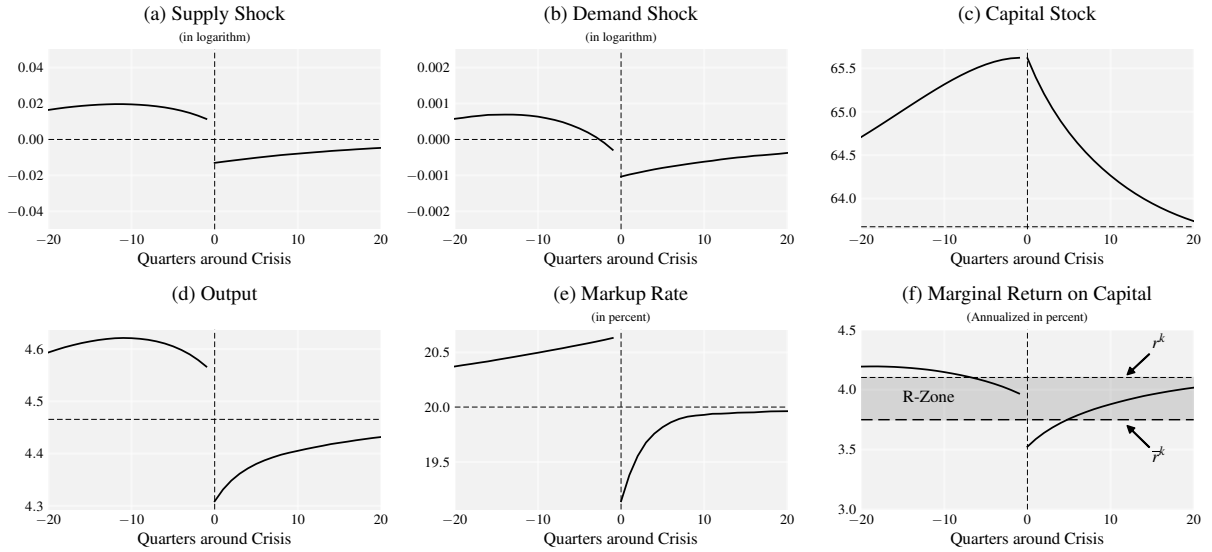 (a) Supply Shock
(in logarithm)
0.04
0.02
0.00
−0.02
−0.04
−20 −10 0 10 20
Quarters around Crisis
(b) Demand Shock
(in logarithm)
0.002
0.001
0.000
−0.001
−0.002
−20 −10 0 10 20
Quarters around Crisis
(c) Capital Stock
65.5
65.0
64.5
64.0
−20 −10 0 10 20
Quarters around Crisis
(d) Output
4.6
4.5
4.4
4.3
−20 −10 0 10 20
Quarters around Crisis
(e) Markup Rate
(in percent)
20.5
20.0
19.5
−20 −10 0 10 20
Quarters around Crisis
(f) Marginal Return on Capital
(Annualized in percent)
4.5
4.0
3.5
3.0
r^k
R-Zone
r̅^k
−20 −10 0 10 20
Quarters around Crisis